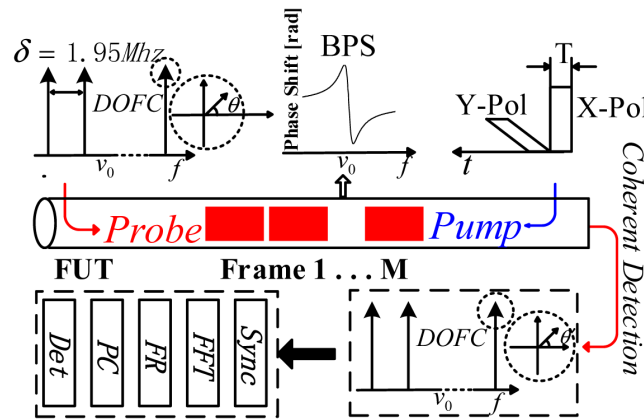 δ = 1.95Mhz
DOFC
θ
ν0
f
Phase Shift [rad]
BPS
ν0
f
T
Y-Pol
X-Pol
t
Coherent Detection
Probe
Pump
FUT
Frame 1 . . . M
Det
PC
FR
FFT
Sync
DOFC
θ'
ν0
f